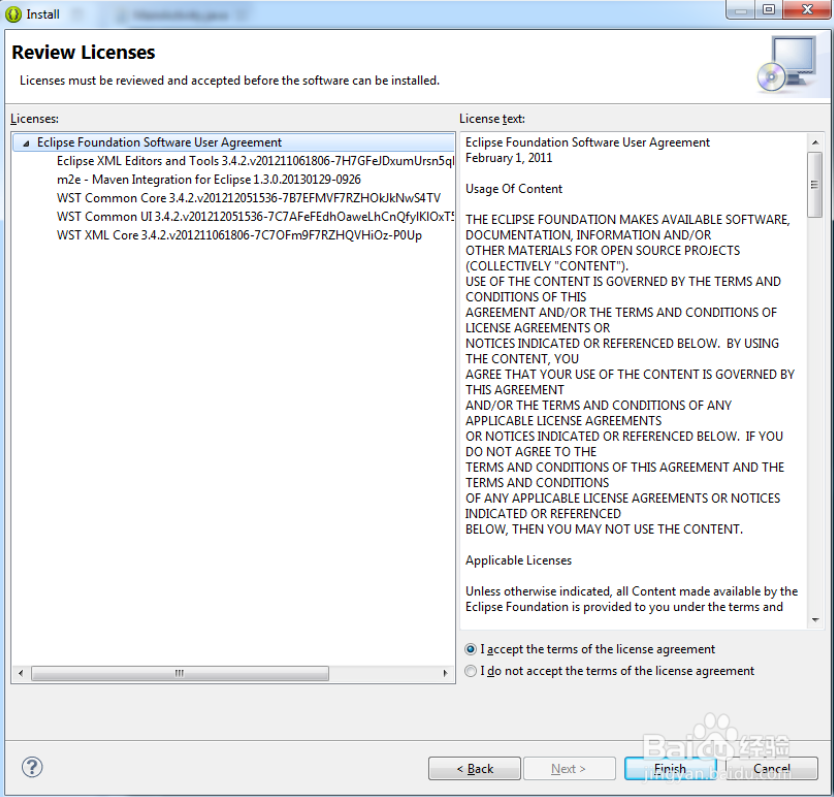 Install
Review Licenses
Licenses must be reviewed and accepted before the software can be installed.
Licenses:
Eclipse Foundation Software User Agreement
Eclipse XML Editors and Tools 3.4.2.v201211061806-7H7GFeJDxumUrsn5ql
m2e - Maven Integration for Eclipse 1.3.0.20130129-0926
WST Common Core 3.4.2.v201212051536-7B7EFMVF7RZHOkJkNwS4TV
WST Common UI 3.4.2.v201212051536-7C7AFeFEdhOaweLhCnQfylKIOxT5
WST XML Core 3.4.2.v201211061806-7C7OFm9F7RZHQVHiOz-P0Up
License text:
Eclipse Foundation Software User Agreement
February 1, 2011
Usage Of Content
THE ECLIPSE FOUNDATION MAKES AVAILABLE SOFTWARE,
DOCUMENTATION, INFORMATION AND/OR
OTHER MATERIALS FOR OPEN SOURCE PROJECTS
(COLLECTIVELY "CONTENT").
USE OF THE CONTENT IS GOVERNED BY THE TERMS AND
CONDITIONS OF THIS
AGREEMENT AND/OR THE TERMS AND CONDITIONS OF
LICENSE AGREEMENTS OR
NOTICES INDICATED OR REFERENCED BELOW.  BY USING
THE CONTENT, YOU
AGREE THAT YOUR USE OF THE CONTENT IS GOVERNED BY
THIS AGREEMENT
AND/OR THE TERMS AND CONDITIONS OF ANY
APPLICABLE LICENSE AGREEMENTS
OR NOTICES INDICATED OR REFERENCED BELOW.  IF YOU
DO NOT AGREE TO THE
TERMS AND CONDITIONS OF THIS AGREEMENT AND THE
TERMS AND CONDITIONS
OF ANY APPLICABLE LICENSE AGREEMENTS OR NOTICES
INDICATED OR REFERENCED
BELOW, THEN YOU MAY NOT USE THE CONTENT.
Applicable Licenses
Unless otherwise indicated, all Content made available by the
Eclipse Foundation is provided to you under the terms and
I accept the terms of the license agreement
I do not accept the terms of the license agreement
< Back
Next >
Finish
Cancel
Baidu 经验
jingyan.baidu.com